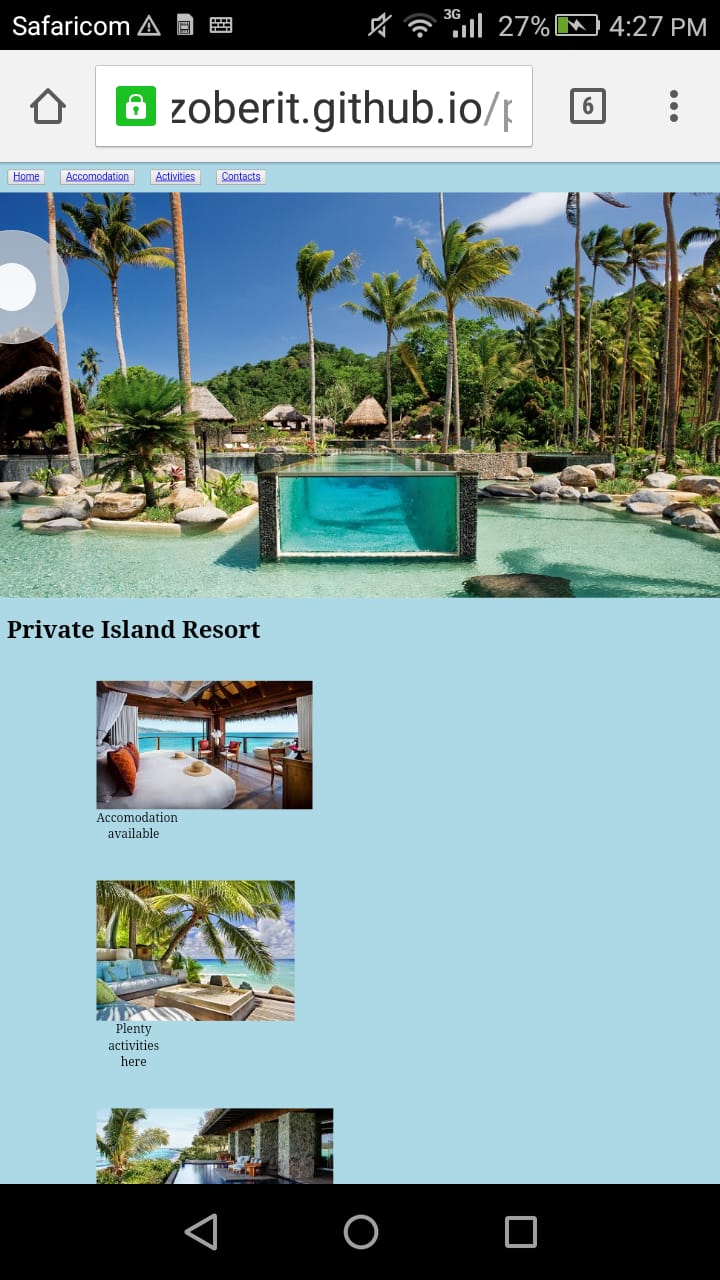 Safaricom 3G 27% 4:27 PM
zoberit.github.io/p 6
Home Accomodation Activities Contacts
Private Island Resort
Accomodation
available
Plenty
activities
here